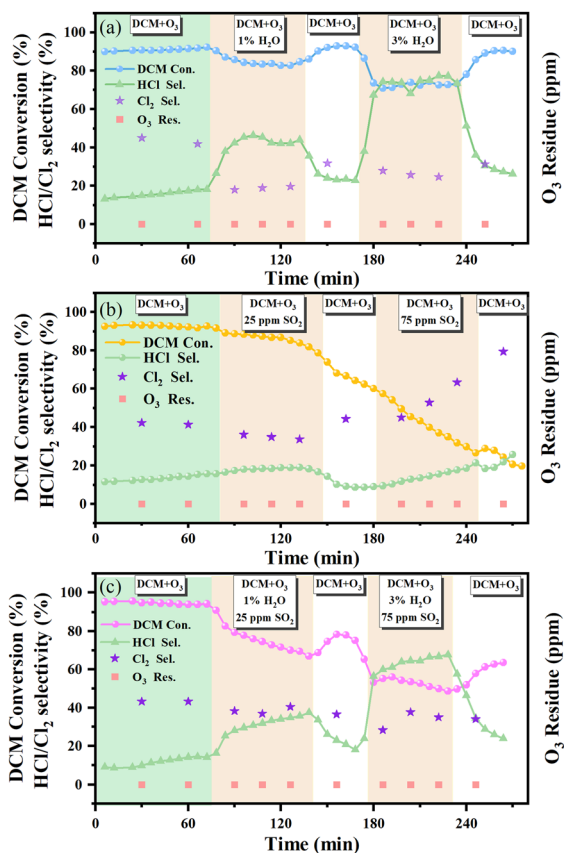 (a)
DCM+O₃
DCM+O₃
1% H₂O
DCM+O₃
DCM+O₃
3% H₂O
DCM+O₃
DCM Con.
HCl Sel.
Cl₂ Sel.
O₃ Res.
DCM Conversion (%)
HCl/Cl₂ selectivity (%)
O₃ Residue (ppm)
100
80
60
40
20
0
0 60 120 180 240
Time (min)
(b)
DCM+O₃
DCM+O₃
25 ppm SO₂
DCM+O₃
DCM+O₃
75 ppm SO₂
DCM+O₃
DCM Con.
HCl Sel.
Cl₂ Sel.
O₃ Res.
DCM Conversion (%)
HCl/Cl₂ selectivity (%)
O₃ Residue (ppm)
100
80
60
40
20
0
0 60 120 180 240
Time (min)
(c)
DCM+O₃
DCM+O₃
1% H₂O
25 ppm SO₂
DCM+O₃
DCM+O₃
3% H₂O
75 ppm SO₂
DCM+O₃
DCM Con.
HCl Sel.
Cl₂ Sel.
O₃ Res.
DCM Conversion (%)
HCl/Cl₂ selectivity (%)
O₃ Residue (ppm)
100
80
60
40
20
0
0 60 120 180 240
Time (min)